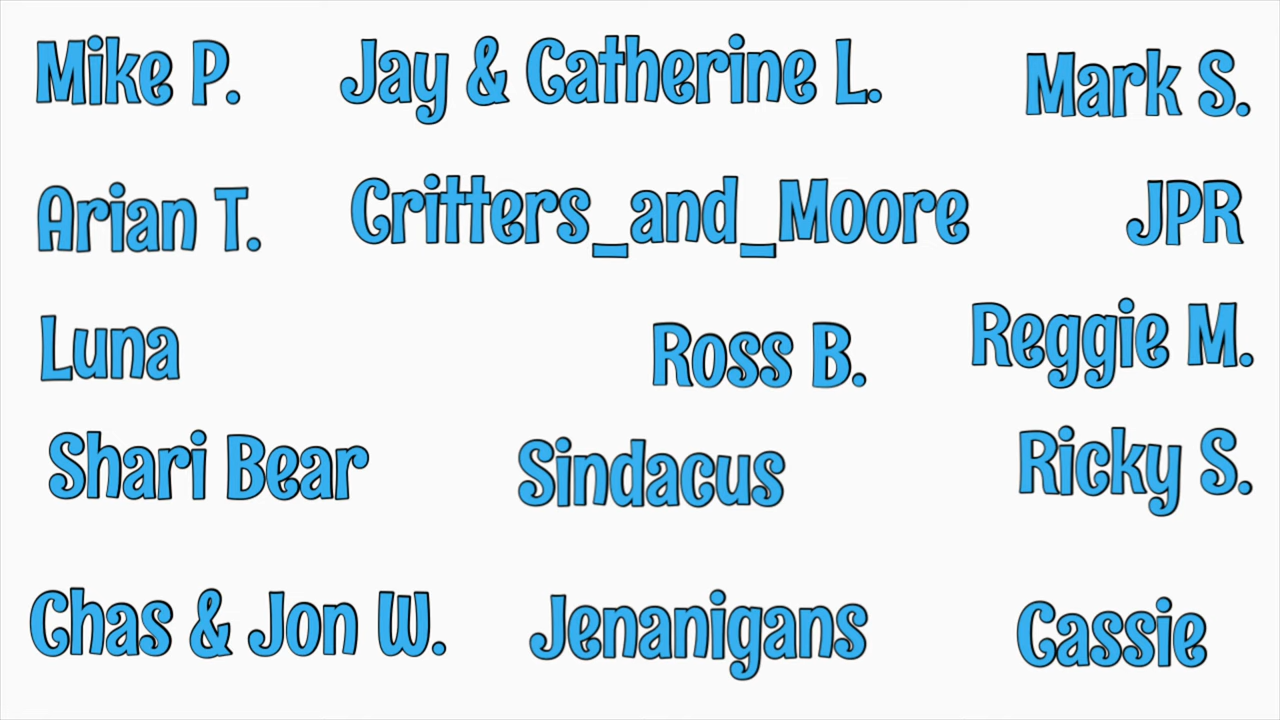 Mike P. Jay & Catherine L. Mark S.
Arian T. Critters_and_Moore JPR
Luna Ross B. Reggie M.
Shari Bear Sindacus Ricky S.
Chas & Jon W. Jenanigans Cassie